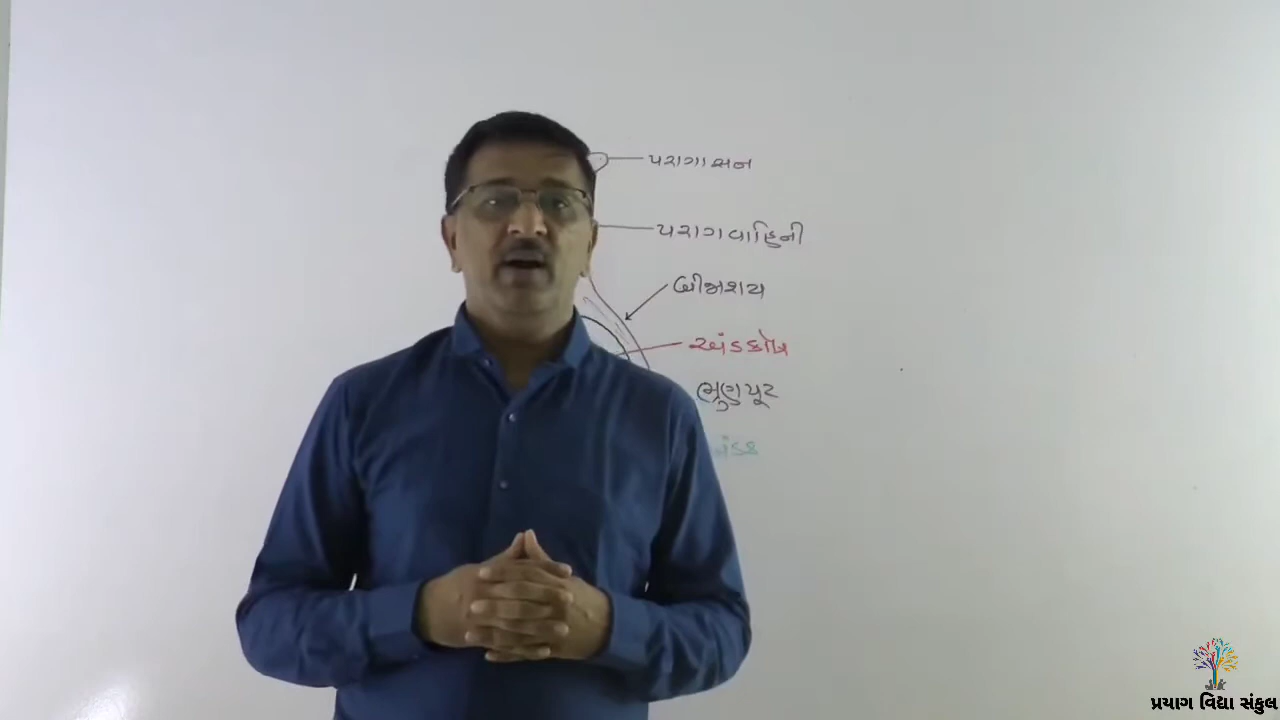 પરાગાસન
પરાગવાહિની
બીજાશય
અંડકોષ
ભ્રુણપૂટ
પ્રયાગ વિદ્યા સંકુલ